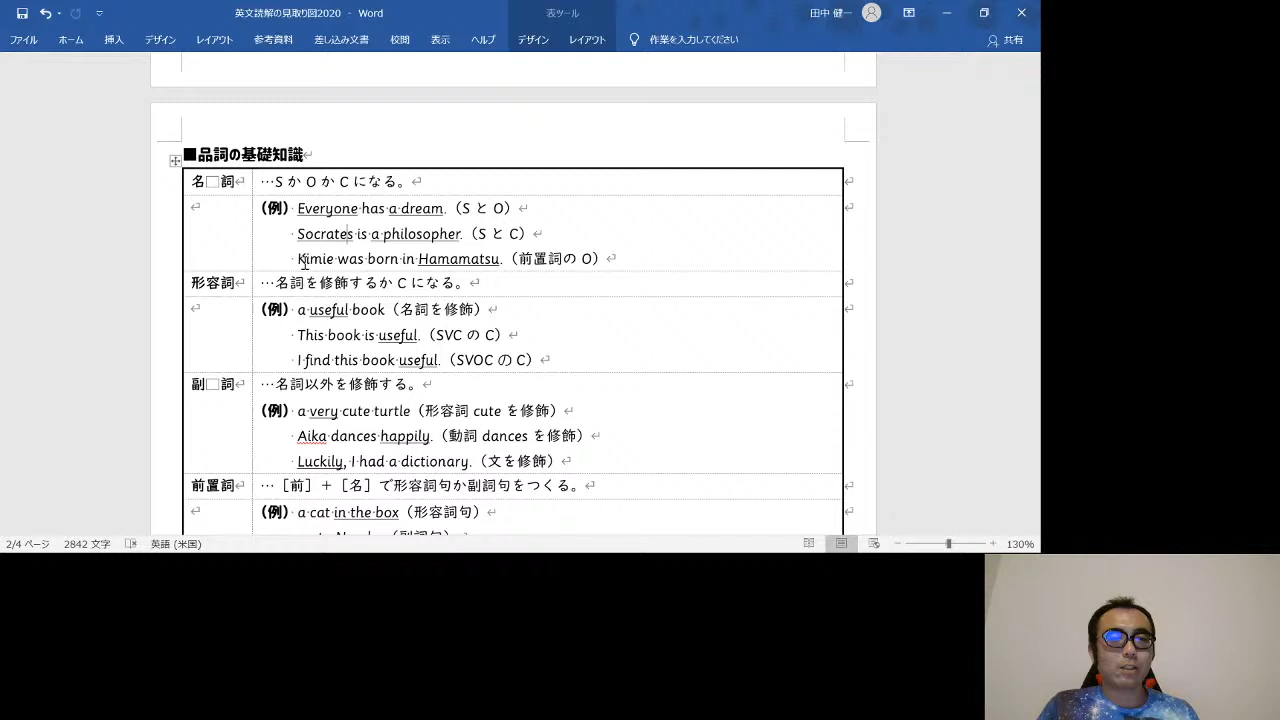 英文読解の見取り図2020 - Word
表ツール
田中 健一
ファイル ホーム 挿入 デザイン レイアウト 参考資料 差し込み文書 校閲 表示 ヘルプ デザイン レイアウト 作業を入力してください 共有
■品詞の基礎知識
名□詞 …S か O か C になる。
(例) Everyone has a dream.(S と O)
Socrates is a philosopher.(S と C)
Kimie was born in Hamamatsu.(前置詞の O)
形容詞 …名詞を修飾するか C になる。
(例) a useful book(名詞を修飾)
This book is useful.(SVC の C)
I find this book useful.(SVOC の C)
副□詞 …名詞以外を修飾する。
(例) a very cute turtle(形容詞 cute を修飾)
Aika dances happily.(動詞 dances を修飾)
Luckily, I had a dictionary.(文を修飾)
前置詞 …[前]+[名]で形容詞句か副詞句をつくる。
(例) a cat in the box(形容詞句)
2/4 ページ 2842 文字 英語 (米国) 130%